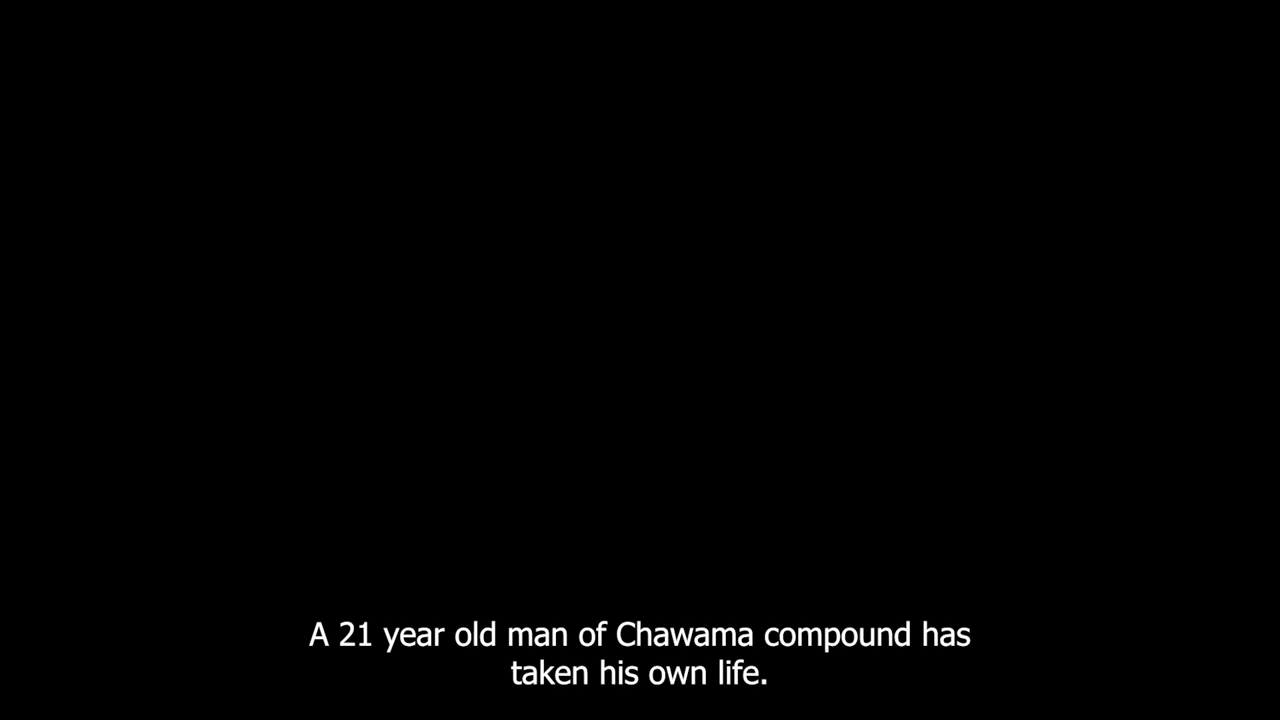 A 21 year old man of Chawama compound has
taken his own life.